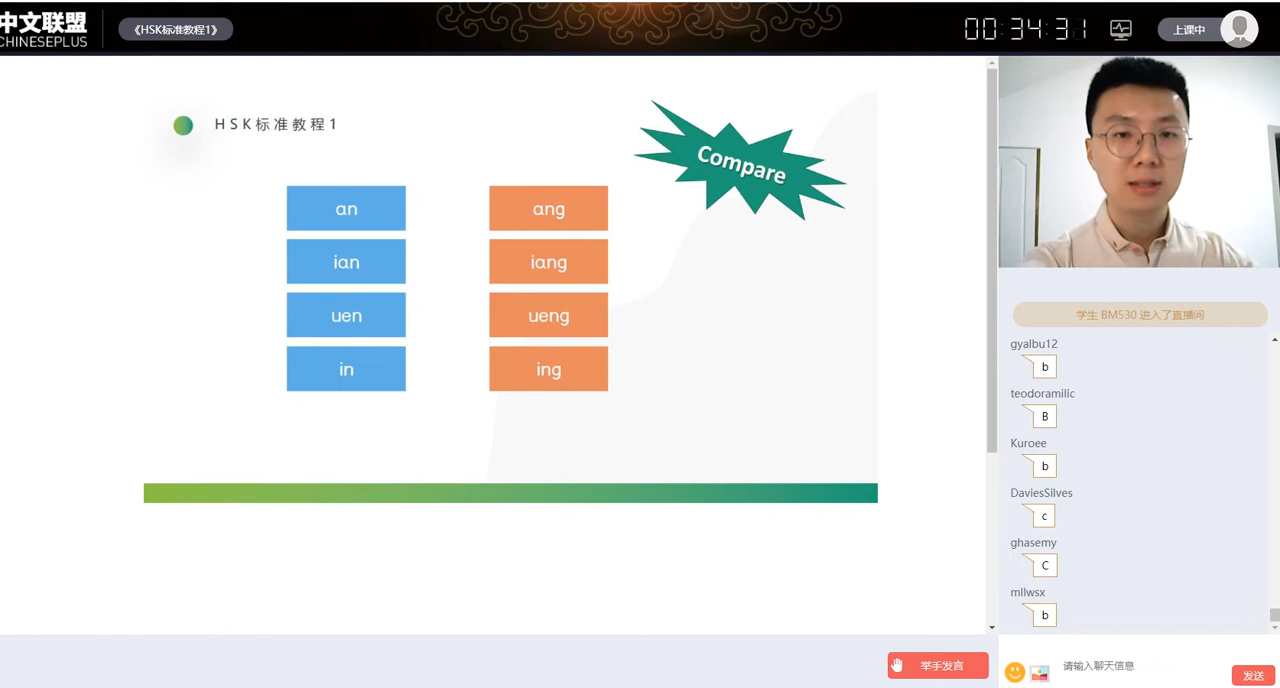 中文联盟
CHINESEPLUS
《HSK标准教程1》
00:34:31
上课中
HSK标准教程1
Compare
an
ang
ian
iang
uen
ueng
in
ing
学生 BM530 进入了直播间
gyalbu12
b
teodoramilic
B
Kuroee
b
DaviesSilves
c
ghasemy
C
mllwsx
b
举手发言
请输入聊天信息
发送